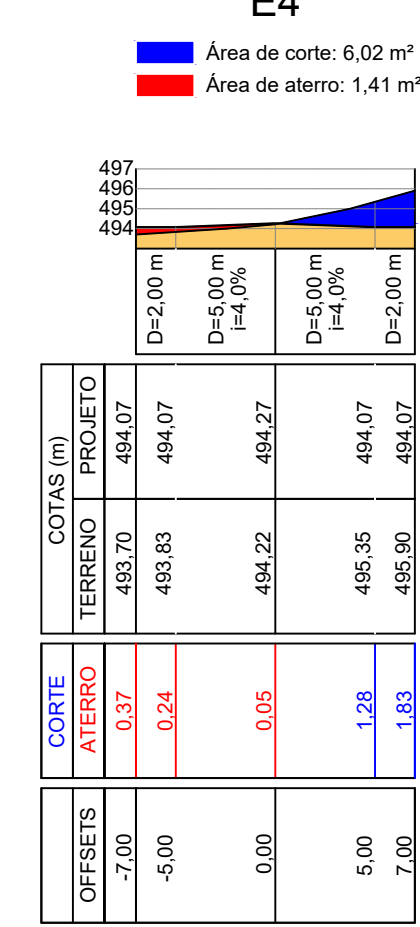 E4
Área de corte: 6,02 m²
Área de aterro: 1,41 m²
497
496
495
494
D=2,00 m
D=5,00 m
i=4,0%
D=5,00 m
i=4,0%
D=2,00 m
COTAS (m)
PROJETO
494,07
494,07
494,27
494,07
494,07
TERRENO
493,70
493,83
494,22
495,35
495,90
CORTE
ATERRO
0,37
0,24
0,05
1,28
1,83
OFFSETS
-7,00
-5,00
0,00
5,00
7,00